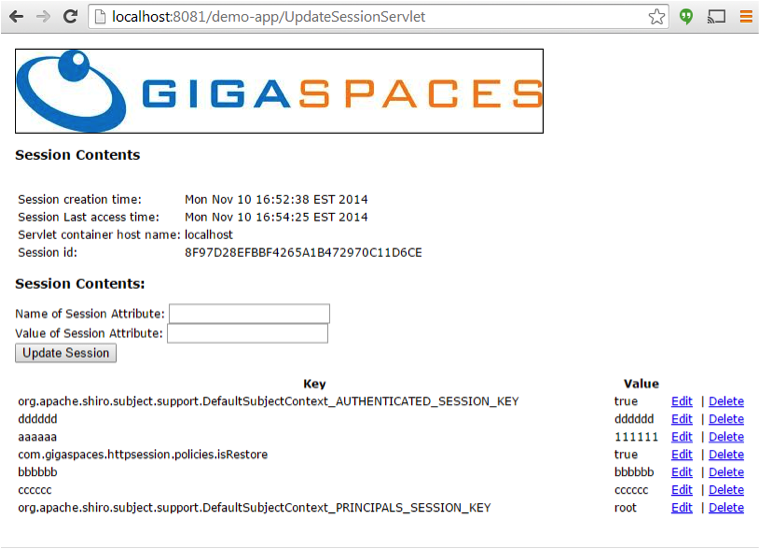 localhost:8081/demo-app/UpdateSessionServlet
GIGASPACES
Session Contents
Session creation time: Mon Nov 10 16:52:38 EST 2014
Session Last access time: Mon Nov 10 16:54:25 EST 2014
Servlet container host name: localhost
Session id: 8F97D28EFBBF4265A1B472970C11D6CE
Session Contents:
Name of Session Attribute:
Value of Session Attribute:
Update Session
Key Value
org.apache.shiro.subject.support.DefaultSubjectContext_AUTHENTICATED_SESSION_KEY true Edit | Delete
dddddd dddddd Edit | Delete
aaaaaa 111111 Edit | Delete
com.gigaspaces.httpsession.policies.isRestore true Edit | Delete
bbbbbb bbbbbb Edit | Delete
cccccc cccccc Edit | Delete
org.apache.shiro.subject.support.DefaultSubjectContext_PRINCIPALS_SESSION_KEY root Edit | Delete